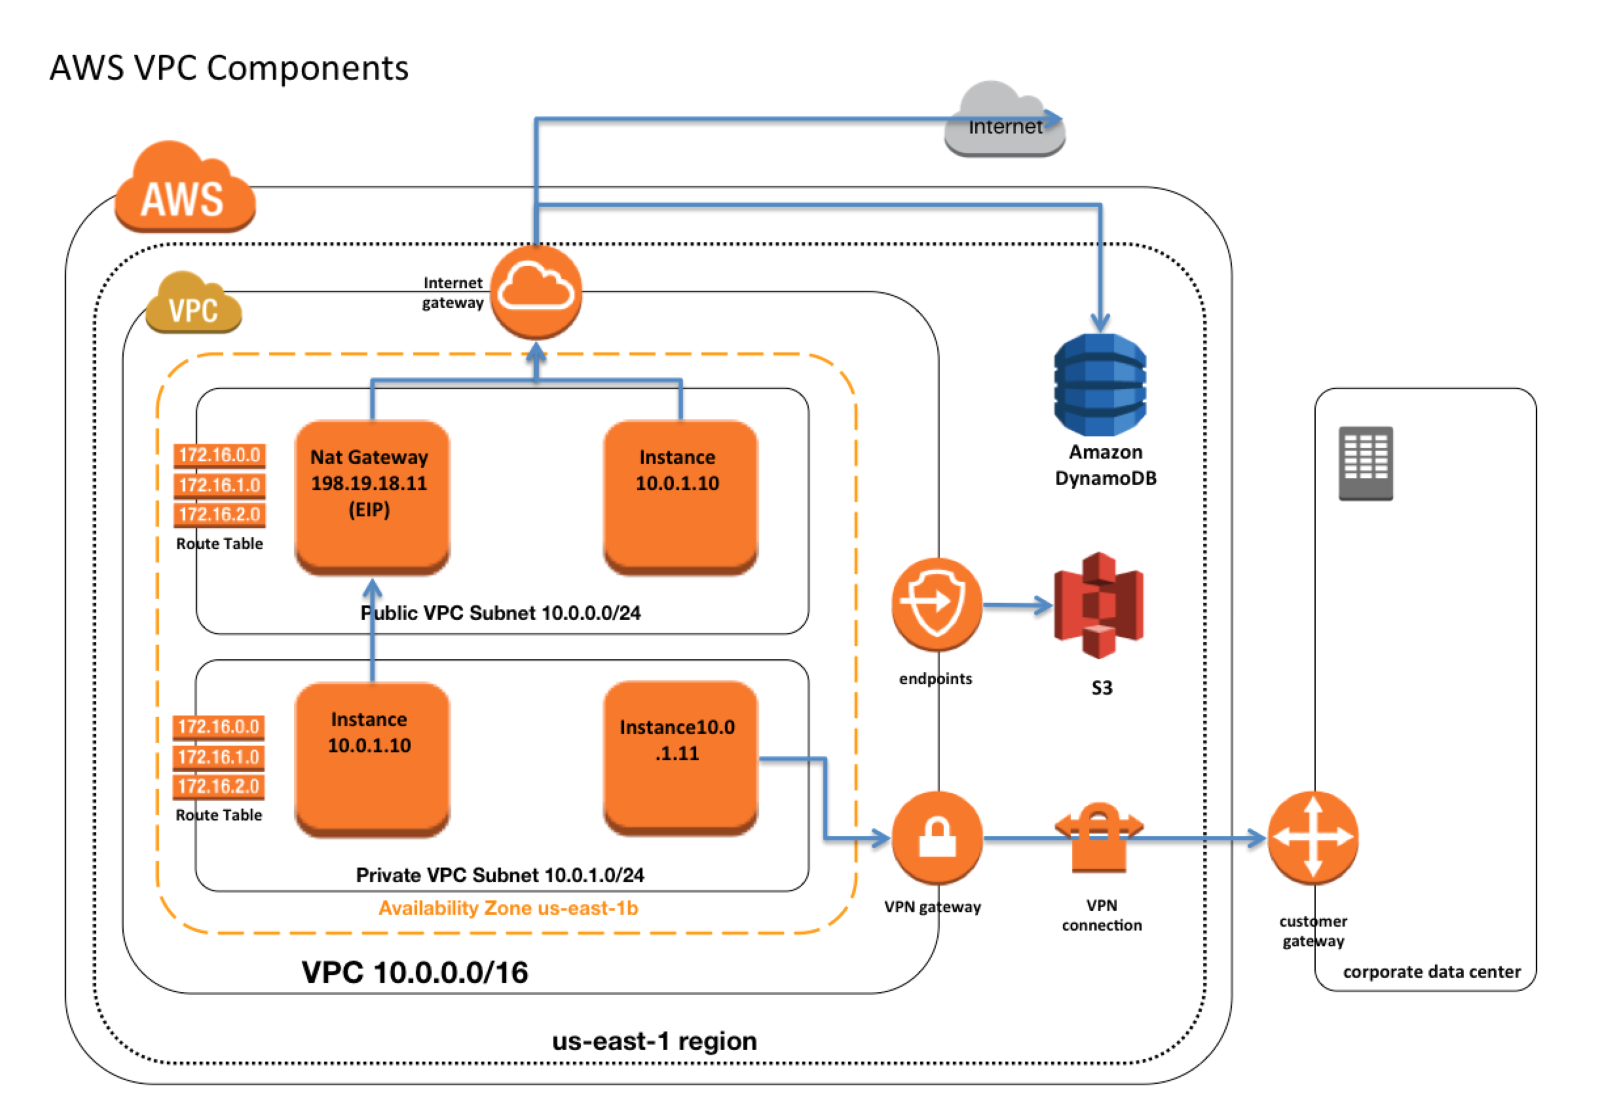 AWS VPC Components
Internet
AWS
Internet
gateway
VPC
172.16.0.0
172.16.1.0
172.16.2.0
Route Table
Nat Gateway
198.19.18.11
(EIP)
Instance
10.0.1.10
Public VPC Subnet 10.0.0.0/24
Amazon
DynamoDB
endpoints
S3
172.16.0.0
172.16.1.0
172.16.2.0
Route Table
Instance
10.0.1.10
Instance10.0
.1.11
Private VPC Subnet 10.0.1.0/24
Availability Zone us-east-1b
VPN gateway
VPN
connection
customer
gateway
corporate data center
VPC 10.0.0.0/16
us-east-1 region